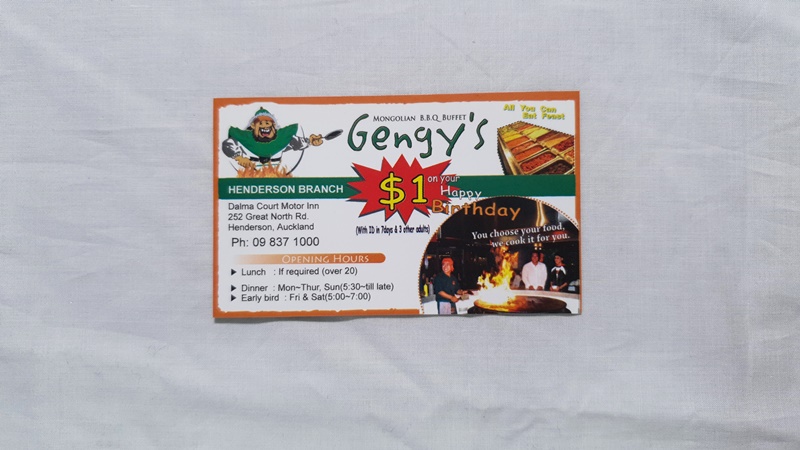 MONGOLIAN B.B.Q BUFFET
Gengy's
All You Can
Eat Feast
HENDERSON BRANCH
$1 on your
Happy
Birthday
(With ID in 7days & 3 other adults)
Dalma Court Motor Inn
252 Great North Rd.
Henderson, Auckland
Ph: 09 837 1000
You choose your food,
we cook it for you.
OPENING HOURS
Lunch : If required (over 20)
Dinner : Mon~Thur, Sun(5:30~till late)
Early bird : Fri & Sat(5:00~7:00)